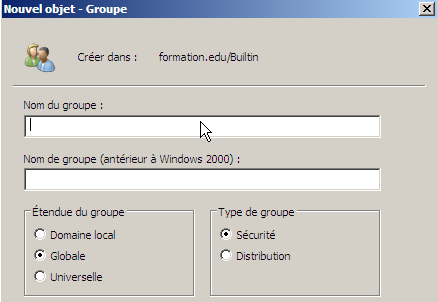 Nouvel objet - Groupe
Créer dans : formation.edu/Builtin
Nom du groupe :
Nom de groupe (antérieur à Windows 2000) :
Étendue du groupe
Domaine local
Globale
Universelle
Type de groupe
Sécurité
Distribution